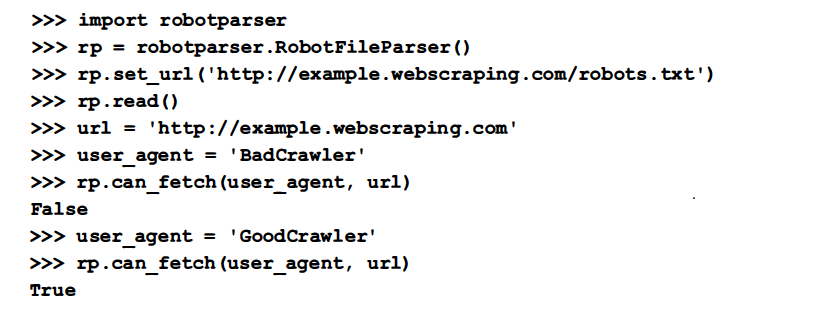 >>> import robotparser
>>> rp = robotparser.RobotFileParser()
>>> rp.set_url('http://example.webscraping.com/robots.txt')
>>> rp.read()
>>> url = 'http://example.webscraping.com'
>>> user_agent = 'BadCrawler'
>>> rp.can_fetch(user_agent, url)
False
>>> user_agent = 'GoodCrawler'
>>> rp.can_fetch(user_agent, url)
True